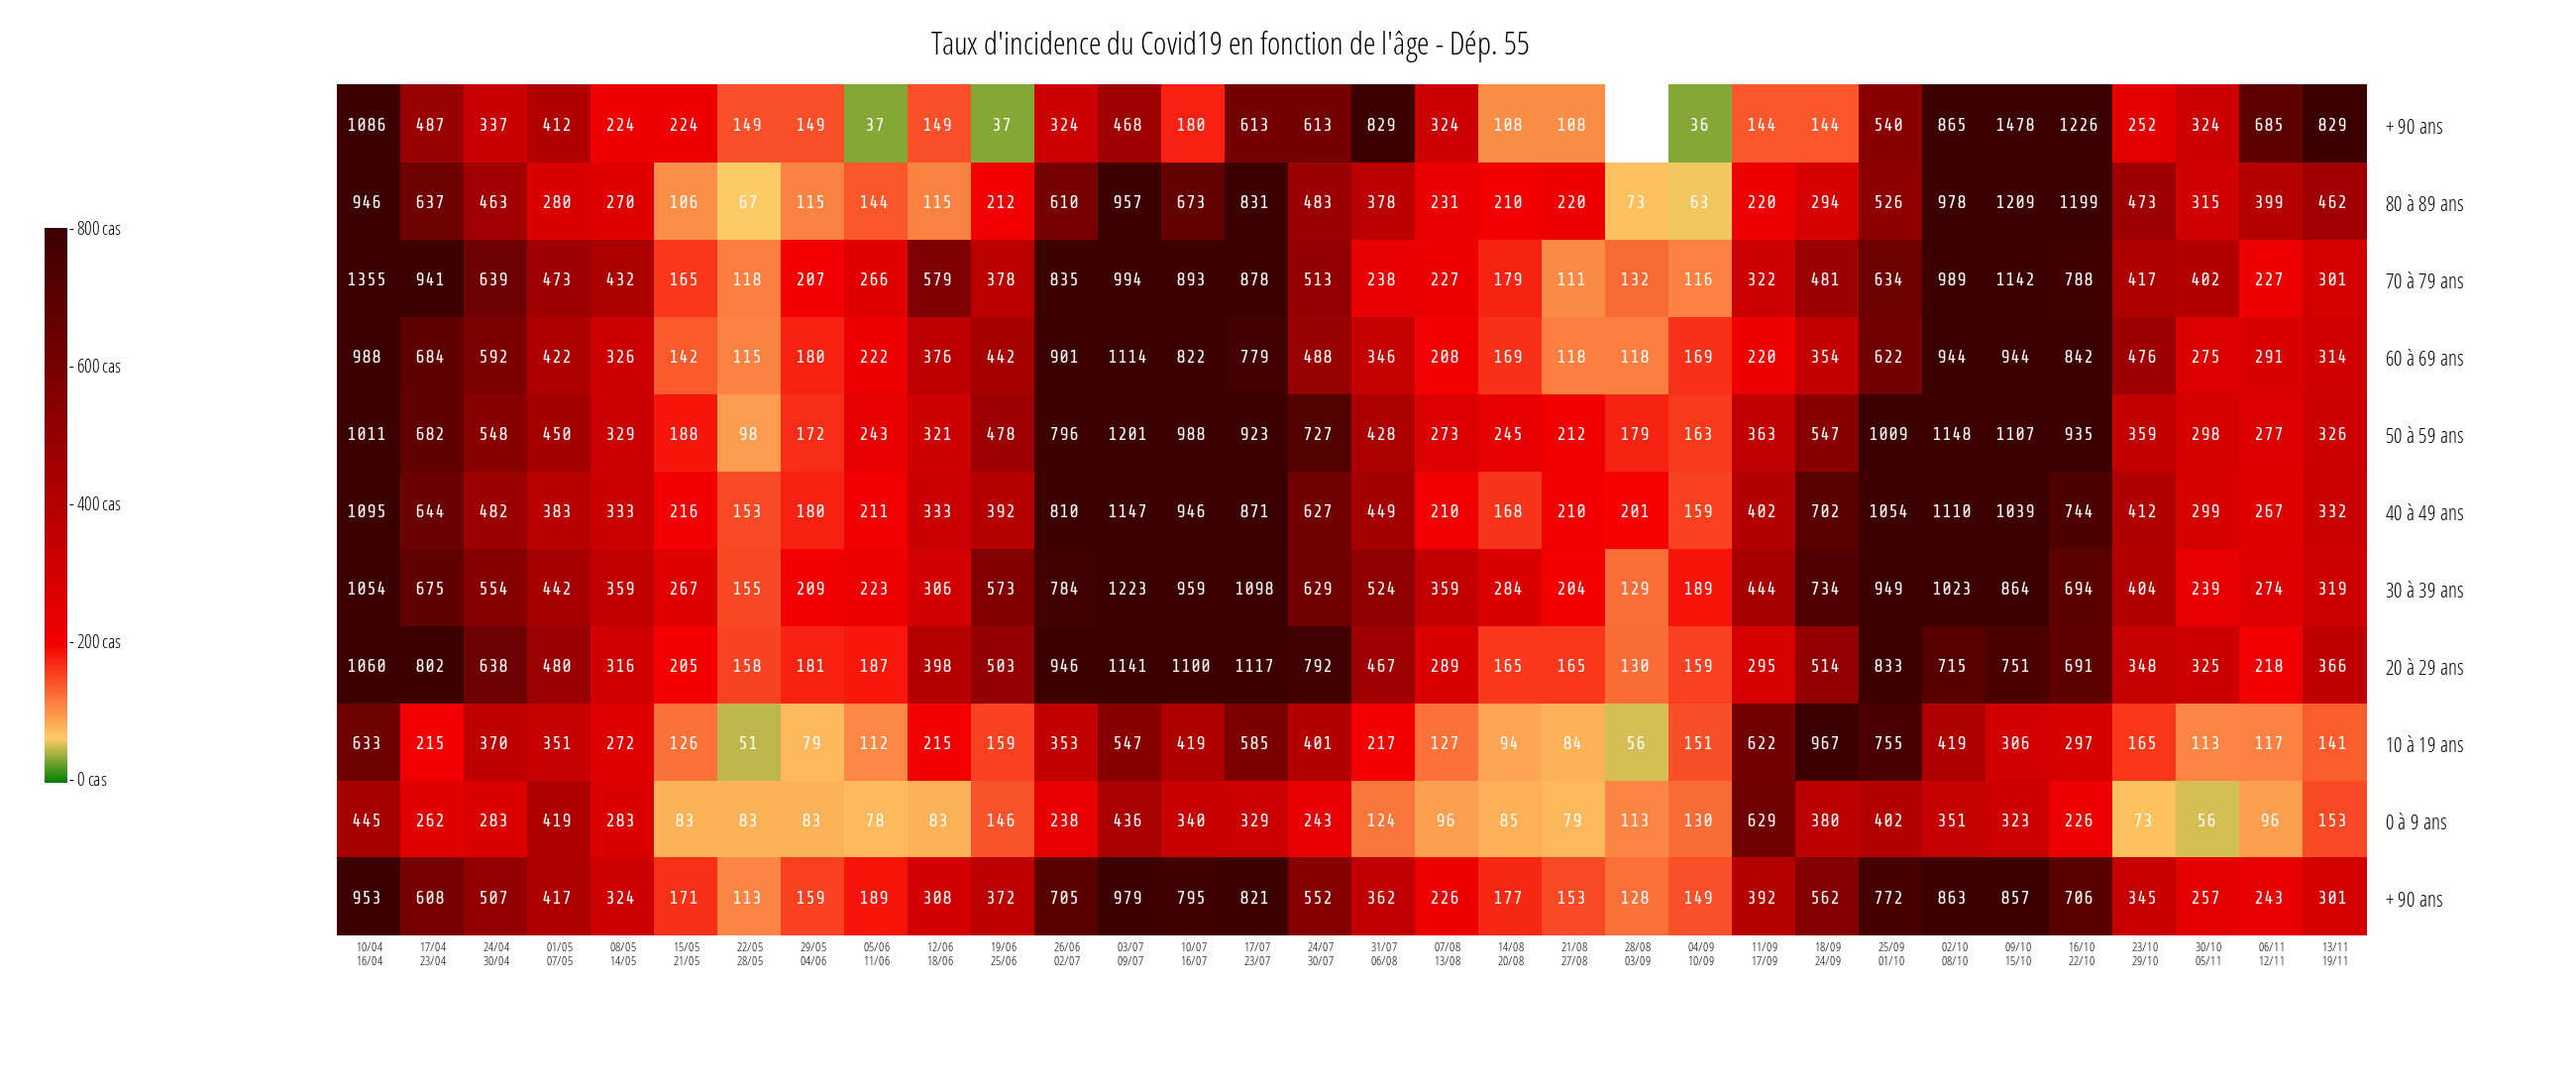 Taux d'incidence du Covid19 en fonction de l'âge - Dép. 55
- 800 cas
- 600 cas
- 400 cas
- 200 cas
- 0 cas
1086 487 337 412 224 224 149 149 37 149 37 324 468 180 613 613 829 324 108 108 36 144 144 540 865 1478 1226 252 324 685 829 + 90 ans
946 637 463 280 270 106 67 115 144 115 212 610 957 673 831 483 378 231 210 220 73 63 220 294 526 978 1209 1199 473 315 399 462 80 à 89 ans
1355 941 639 473 432 165 118 207 266 579 378 835 994 893 878 513 238 227 179 111 132 116 322 481 634 989 1142 788 417 402 227 301 70 à 79 ans
988 684 592 422 326 142 115 180 222 376 442 901 1114 822 779 488 346 208 169 118 118 169 220 354 622 944 944 842 476 275 291 314 60 à 69 ans
1011 682 548 450 329 188 98 172 243 321 478 796 1201 988 923 727 428 273 245 212 179 163 363 547 1009 1148 1107 935 359 298 277 326 50 à 59 ans
1095 644 482 383 333 216 153 180 211 333 392 810 1147 946 871 627 449 210 168 210 201 159 402 702 1054 1110 1039 744 412 299 267 332 40 à 49 ans
1054 675 554 442 359 267 155 209 223 306 573 784 1223 959 1098 629 524 359 284 204 129 189 444 734 949 1023 864 694 404 239 274 319 30 à 39 ans
1060 802 638 480 316 205 158 181 187 398 503 946 1141 1100 1117 792 467 289 165 165 130 159 295 514 833 715 751 691 348 325 218 366 20 à 29 ans
633 215 370 351 272 126 51 79 112 215 159 353 547 419 585 401 217 127 94 84 56 151 622 967 755 419 306 297 165 113 117 141 10 à 19 ans
445 262 283 419 283 83 83 83 78 83 146 238 436 340 329 243 124 96 85 79 113 130 629 380 402 351 323 226 73 56 96 153 0 à 9 ans
953 608 507 417 324 171 113 159 189 308 372 705 979 795 821 552 362 226 177 153 128 149 392 562 772 863 857 706 345 257 243 301 + 90 ans
10/04 17/04 24/04 01/05 08/05 15/05 22/05 29/05 05/06 12/06 19/06 26/06 03/07 10/07 17/07 24/07 31/07 07/08 14/08 21/08 28/08 04/09 11/09 18/09 25/09 02/10 09/10 16/10 23/10 30/10 06/11 13/11
16/04 23/04 30/04 07/05 14/05 21/05 28/05 04/06 11/06 18/06 25/06 02/07 09/07 16/07 23/07 30/07 06/08 13/08 20/08 27/08 03/09 10/09 17/09 24/09 01/10 08/10 15/10 22/10 29/10 05/11 12/11 19/11